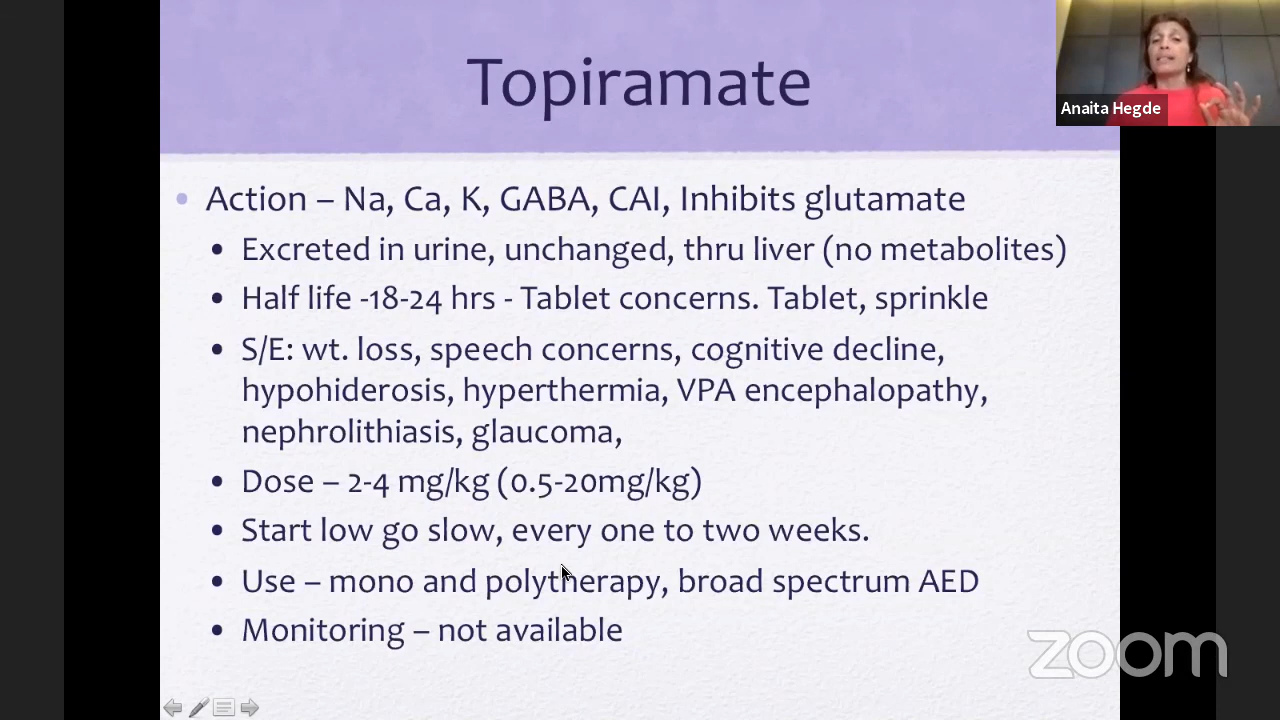 Topiramate
Anaita Hegde
• Action – Na, Ca, K, GABA, CAI, Inhibits glutamate
• Excreted in urine, unchanged, thru liver (no metabolites)
• Half life -18-24 hrs - Tablet concerns. Tablet, sprinkle
• S/E: wt. loss, speech concerns, cognitive decline,
hypohiderosis, hyperthermia, VPA encephalopathy,
nephrolithiasis, glaucoma,
• Dose – 2-4 mg/kg (0.5-20mg/kg)
• Start low go slow, every one to two weeks.
• Use – mono and polytherapy, broad spectrum AED
• Monitoring – not available
zoom